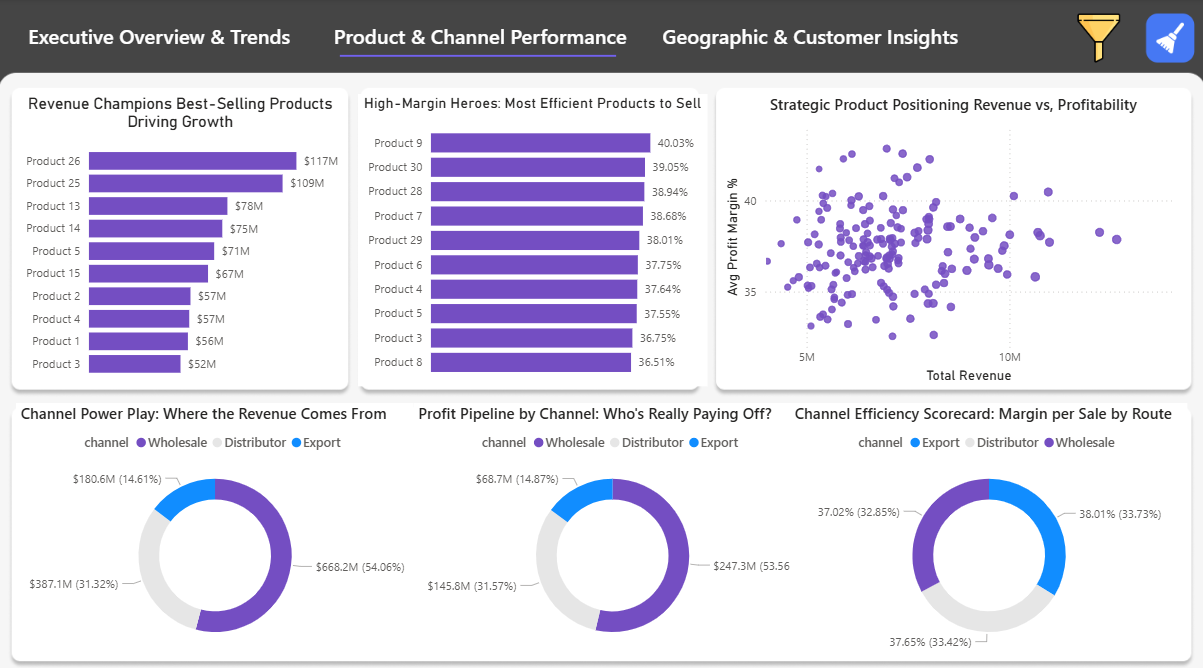 Executive Overview & Trends
Product & Channel Performance
Geographic & Customer Insights
Revenue Champions Best-Selling Products
Driving Growth
Product 26 $117M
Product 25 $109M
Product 13 $78M
Product 14 $75M
Product 5 $71M
Product 15 $67M
Product 2 $57M
Product 4 $57M
Product 1 $56M
Product 3 $52M
High-Margin Heroes: Most Efficient Products to Sell
Product 9 40.03%
Product 30 39.05%
Product 28 38.94%
Product 7 38.68%
Product 29 38.01%
Product 6 37.75%
Product 4 37.64%
Product 5 37.55%
Product 3 36.75%
Product 8 36.51%
Strategic Product Positioning Revenue vs, Profitability
Avg Profit Margin %
40
35
5M 10M
Total Revenue
Channel Power Play: Where the Revenue Comes From
channel Wholesale Distributor Export
$180.6M (14.61%)
$387.1M (31.32%)
$668.2M (54.06%)
Profit Pipeline by Channel: Who's Really Paying Off?
channel Wholesale Distributor Export
$68.7M (14.87%)
$145.8M (31.57%)
$247.3M (53.56
Channel Efficiency Scorecard: Margin per Sale by Route
channel Export Distributor Wholesale
37.02% (32.85%)
38.01% (33.73%)
37.65% (33.42%)